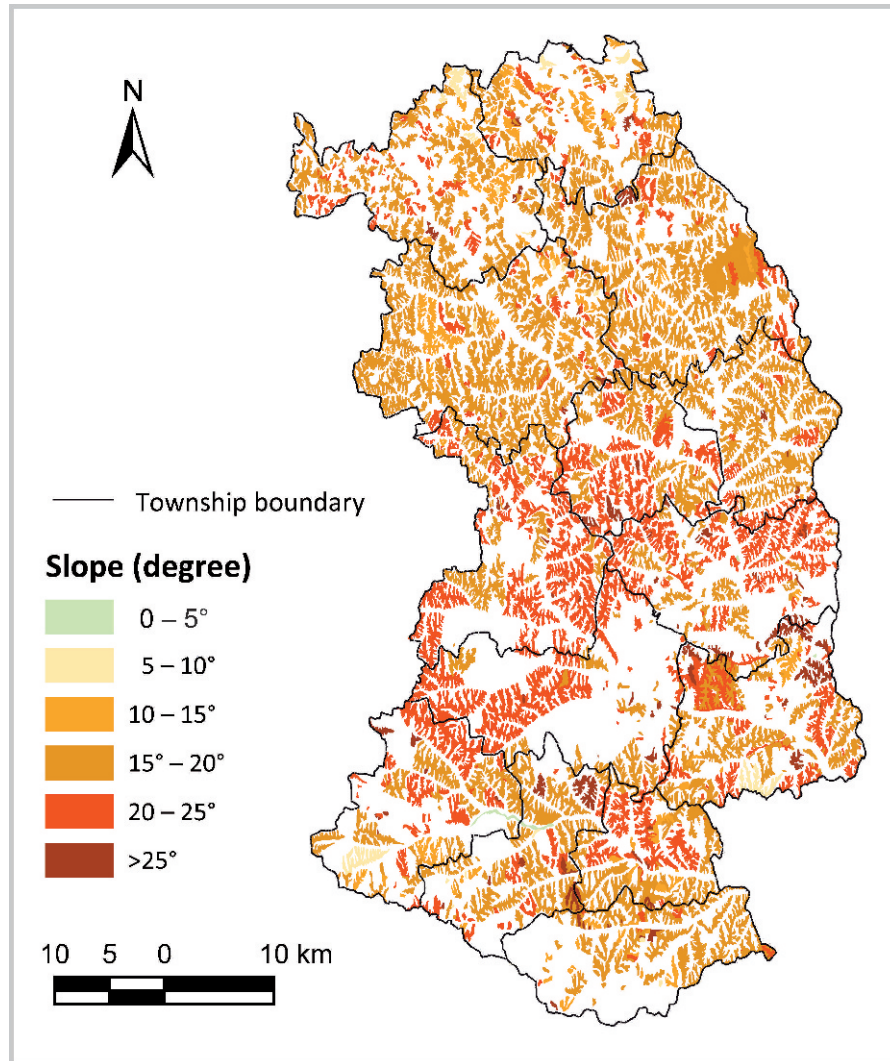 N
Township boundary
Slope (degree)
0 – 5°
5 – 10°
10 – 15°
15° – 20°
20 – 25°
>25°
10 5 0 10 km